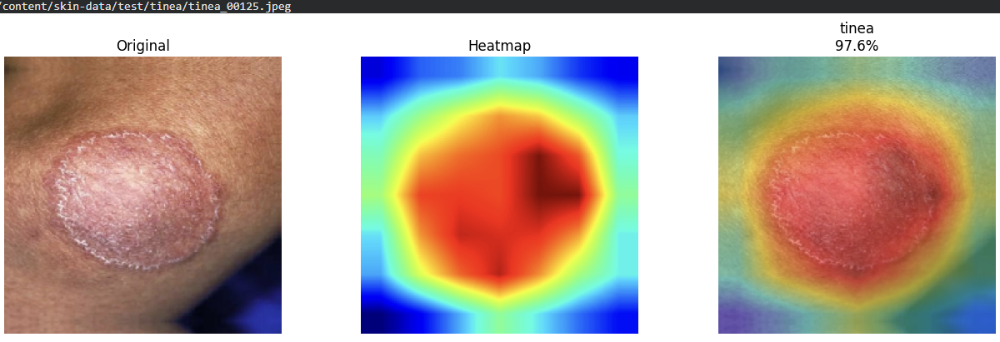 /content/skin-data/test/tinea/tinea_00125.jpeg
Original
Heatmap
tinea
97.6%